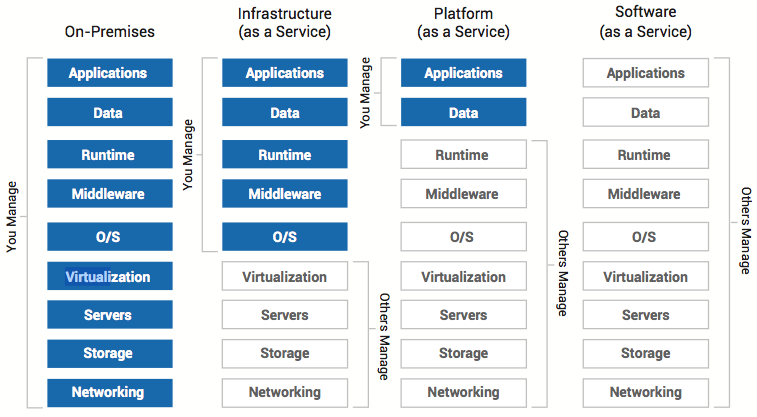 On-Premises
Infrastructure
(as a Service)
Platform
(as a Service)
Software
(as a Service)
You Manage
Applications
Data
Runtime
Middleware
O/S
Virtualization
Servers
Storage
Networking
You Manage
Applications
Data
Runtime
Middleware
O/S
Virtualization
Servers
Storage
Networking
Others Manage
You Manage
Applications
Data
Runtime
Middleware
O/S
Virtualization
Servers
Storage
Networking
Others Manage
Applications
Data
Runtime
Middleware
O/S
Virtualization
Servers
Storage
Networking
Others Manage